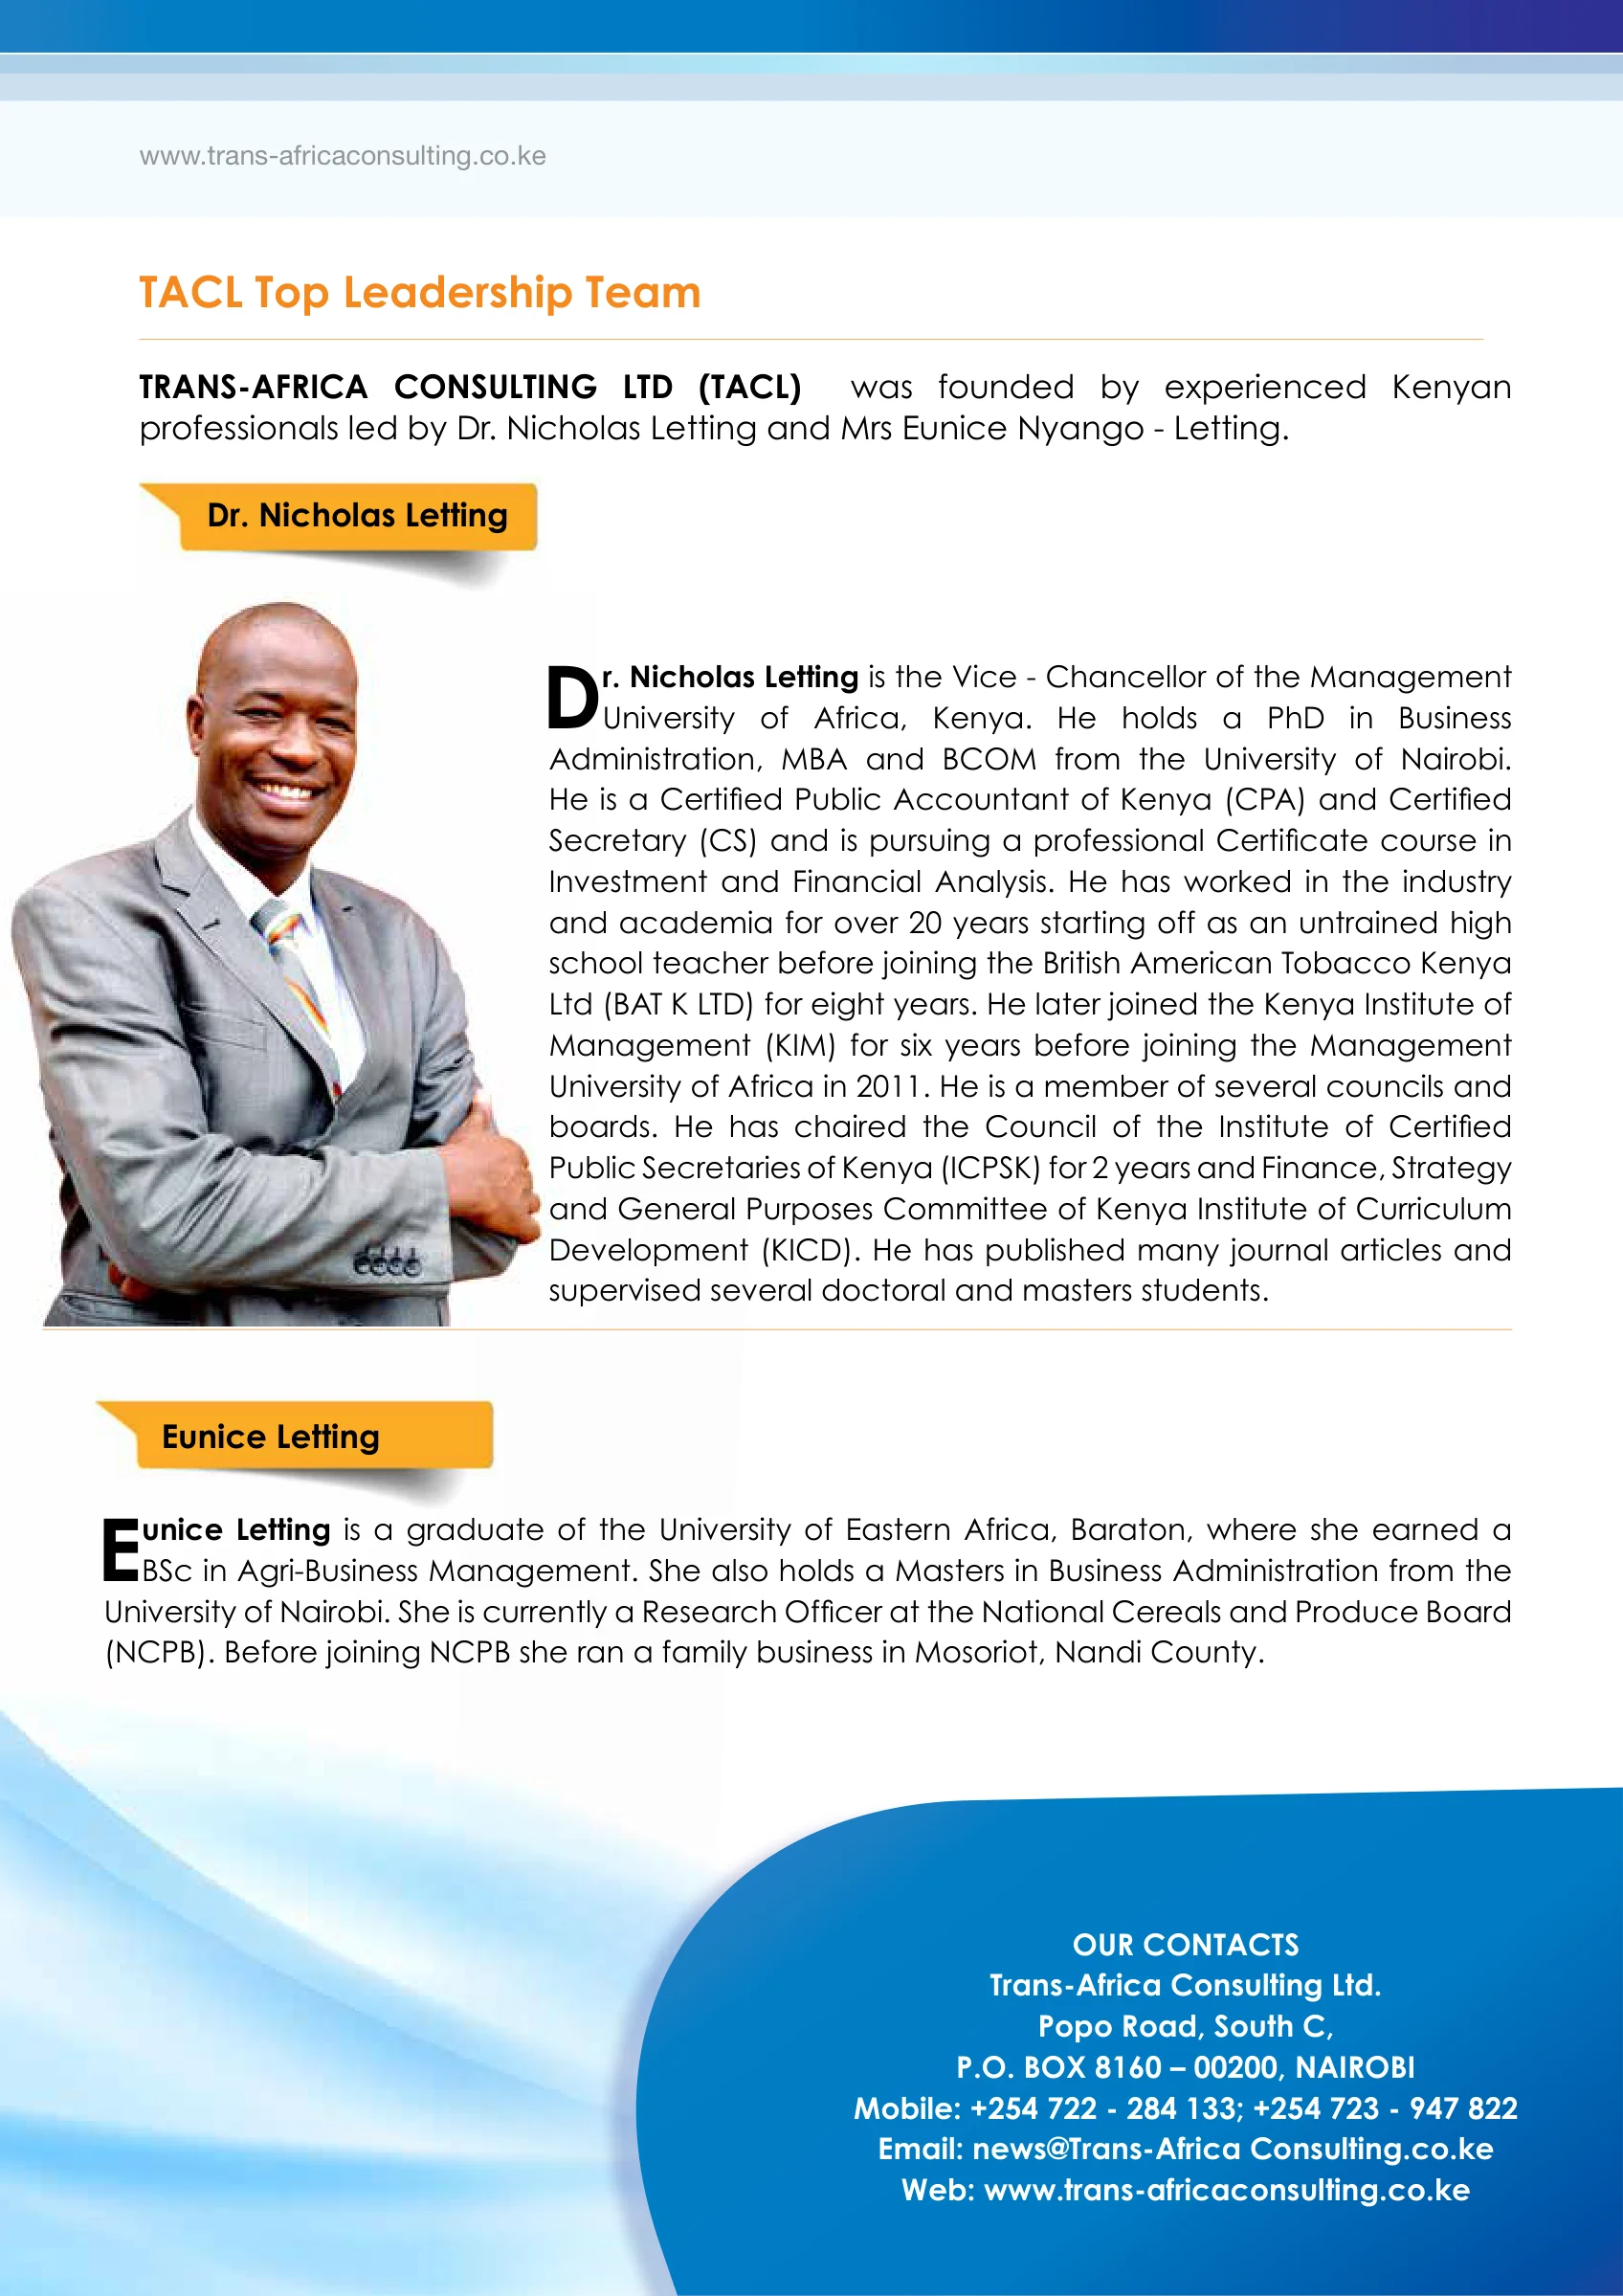 www.trans-africaconsulting.co.ke
TACL Top Leadership Team
TRANS-AFRICA CONSULTING LTD (TACL) was founded by experienced Kenyan
professionals led by Dr. Nicholas Letting and Mrs Eunice Nyango - Letting.
Dr. Nicholas Letting
Dr. Nicholas Letting is the Vice - Chancellor of the Management
University of Africa, Kenya. He holds a PhD in Business
Administration, MBA and BCOM from the University of Nairobi.
He is a Certified Public Accountant of Kenya (CPA) and Certified
Secretary (CS) and is pursuing a professional Certificate course in
Investment and Financial Analysis. He has worked in the industry
and academia for over 20 years starting off as an untrained high
school teacher before joining the British American Tobacco Kenya
Ltd (BAT K LTD) for eight years. He later joined the Kenya Institute of
Management (KIM) for six years before joining the Management
University of Africa in 2011. He is a member of several councils and
boards. He has chaired the Council of the Institute of Certified
Public Secretaries of Kenya (ICPSK) for 2 years and Finance, Strategy
and General Purposes Committee of Kenya Institute of Curriculum
Development (KICD). He has published many journal articles and
supervised several doctoral and masters students.
Eunice Letting
Eunice Letting is a graduate of the University of Eastern Africa, Baraton, where she earned a
BSc in Agri-Business Management. She also holds a Masters in Business Administration from the
University of Nairobi. She is currently a Research Officer at the National Cereals and Produce Board
(NCPB). Before joining NCPB she ran a family business in Mosoriot, Nandi County.
OUR CONTACTS
Trans-Africa Consulting Ltd.
Popo Road, South C,
P.O. BOX 8160 – 00200, NAIROBI
Mobile: +254 722 - 284 133; +254 723 - 947 822
Email: news@Trans-Africa Consulting.co.ke
Web: www.trans-africaconsulting.co.ke